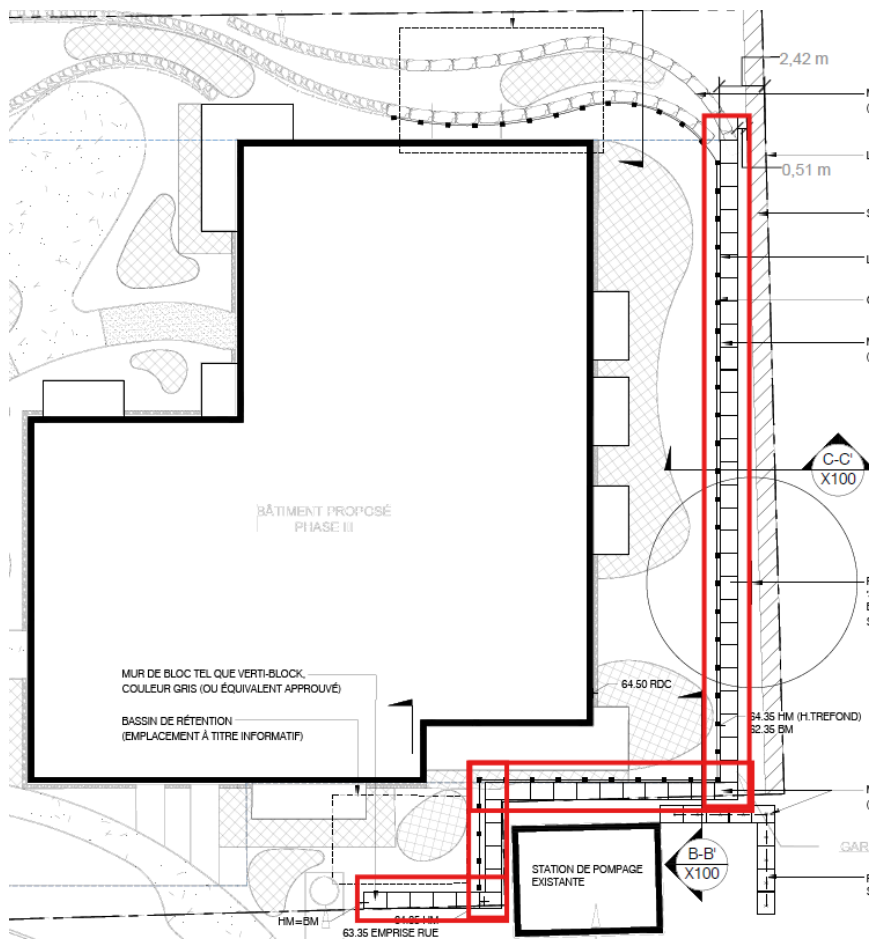 2,42 m
M
(
0,51 m
L
S
L
C
M
(
C-C'
X100
BÂTIMENT PROPOSÉ
PHASE III
MUR DE BLOC TEL QUE VERTI-BLOCK,
COULEUR GRIS (OU ÉQUIVALENT APPROUVÉ)
64.50 RDC
BASSIN DE RÉTENTION
(EMPLACEMENT À TITRE INFORMATIF)
64.35 HM (H.TREFOND)
62.35 BM
M
(
GAR
B-B'
X100
STATION DE POMPAGE
EXISTANTE
HM=BM
63.35 EMPRISE RUE